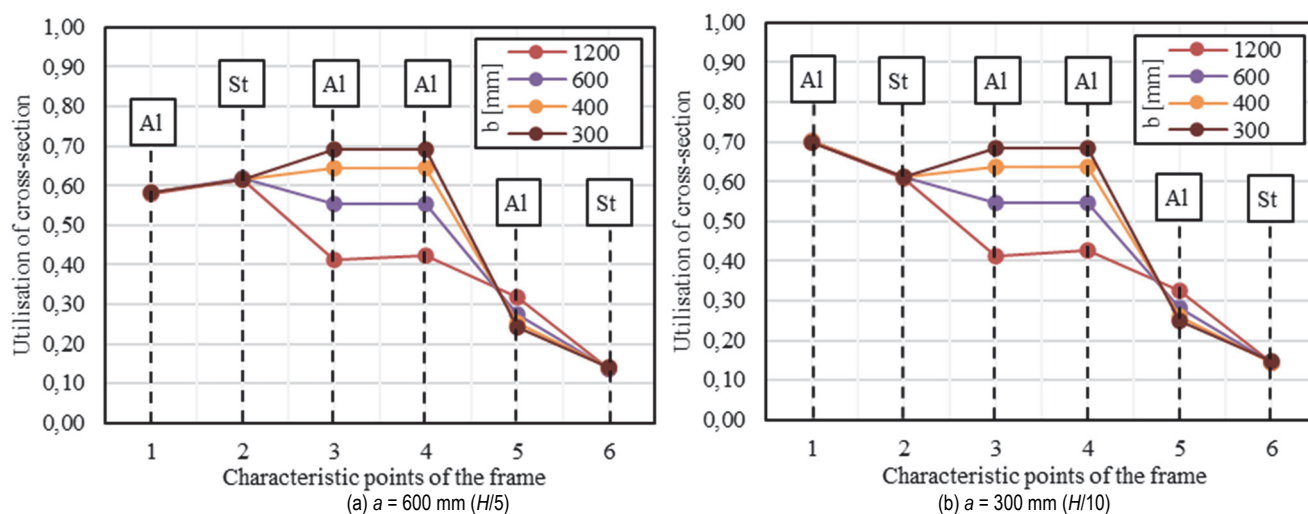 1,00
0,90
0,80
0,70
0,60
0,50
0,40
0,30
0,20
0,10
0,00
Utilisation of cross-section
Al
St
Al
Al
Al
St
b [mm]
1200
600
400
300
1 2 3 4 5 6
Characteristic points of the frame
(a) a = 600 mm (H/5)
1,00
0,90
0,80
0,70
0,60
0,50
0,40
0,30
0,20
0,10
0,00
Utilisation of cross-section
Al
St
Al
Al
Al
St
b [mm]
1200
600
400
300
1 2 3 4 5 6
Characteristic points of the frame
(b) a = 300 mm (H/10)